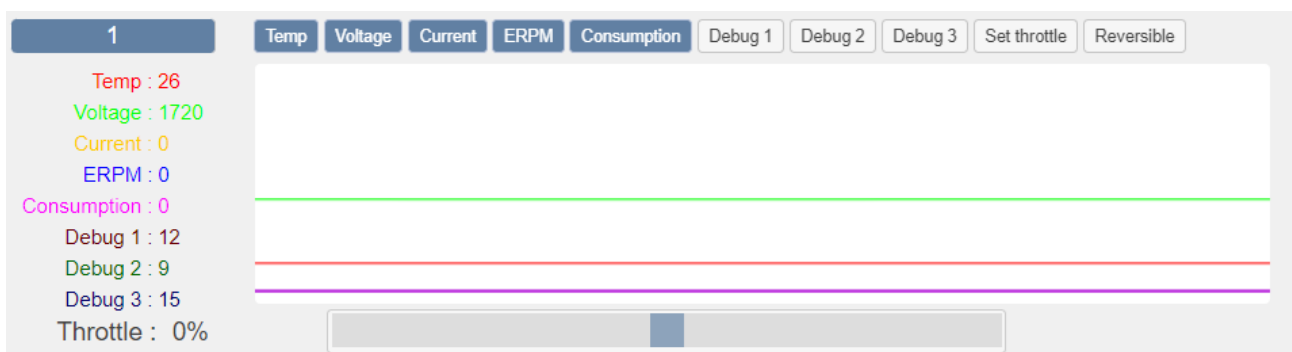 1
Temp Voltage Current ERPM Consumption Debug 1 Debug 2 Debug 3 Set throttle Reversible
Temp : 26
Voltage : 1720
Current : 0
ERPM : 0
Consumption : 0
Debug 1 : 12
Debug 2 : 9
Debug 3 : 15
Throttle : 0%